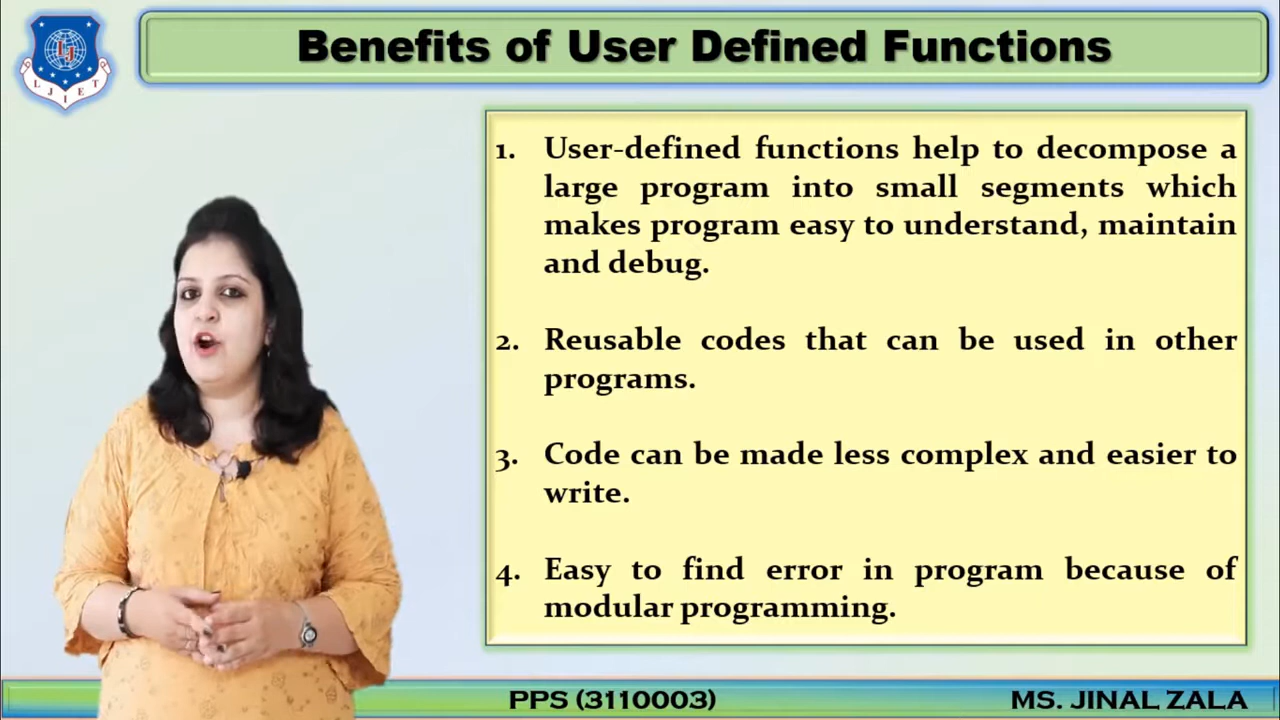 Benefits of User Defined Functions
LJIET
1. User-defined functions help to decompose a
large program into small segments which
makes program easy to understand, maintain
and debug.
2. Reusable codes that can be used in other
programs.
3. Code can be made less complex and easier to
write.
4. Easy to find error in program because of
modular programming.
PPS (3110003)
MS. JINAL ZALA